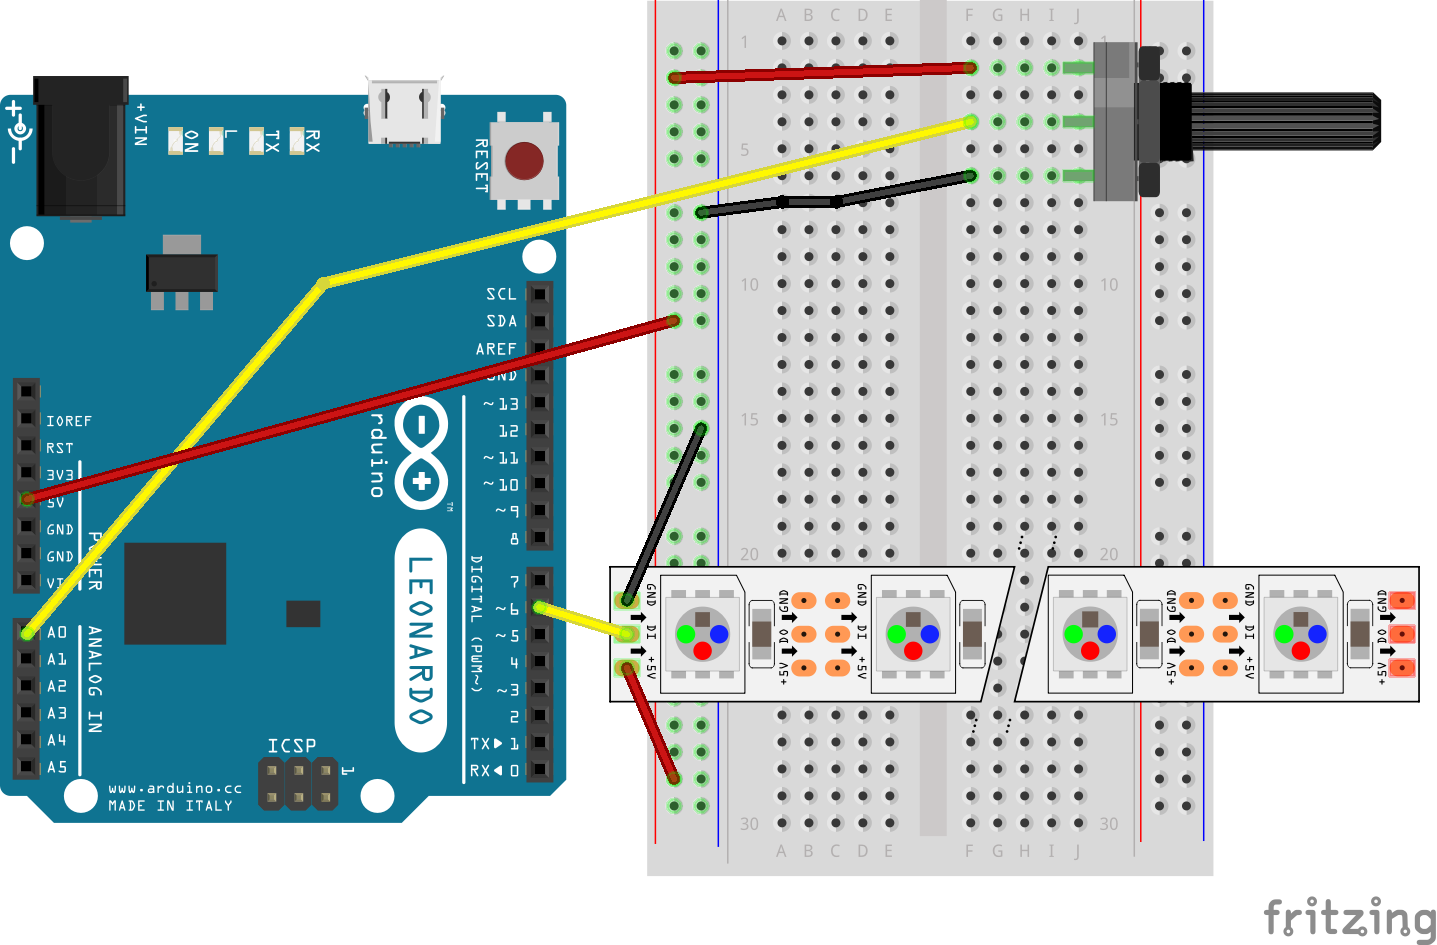 A B C D E F G H I J
1 1
+VIN
ON
L
TX
RX
RESET
5
SCL
SDA
AREF
GND
~13
12
~11
~10
~9
8
7
~6
~5
4
~3
2
TX▶ 1
RX◀ 0
DIGITAL (PWM~)
IOREF
RST
3V3
5V
GND
GND
POWER
A0
A1
A2
A3
A4
A5
ANALOG IN
rduino
TM
LEONARDO
ICSP
1
www.arduino.cc
MADE IN ITALY
10 10
15 15
20 20
GND
DI
+5V
GND
DO
+5V
GND
DI
+5V
GND
DO
+5V
GND
DI
+5V
GND
DO
+5V
30 30
A B C D E F G H I J
fritzing